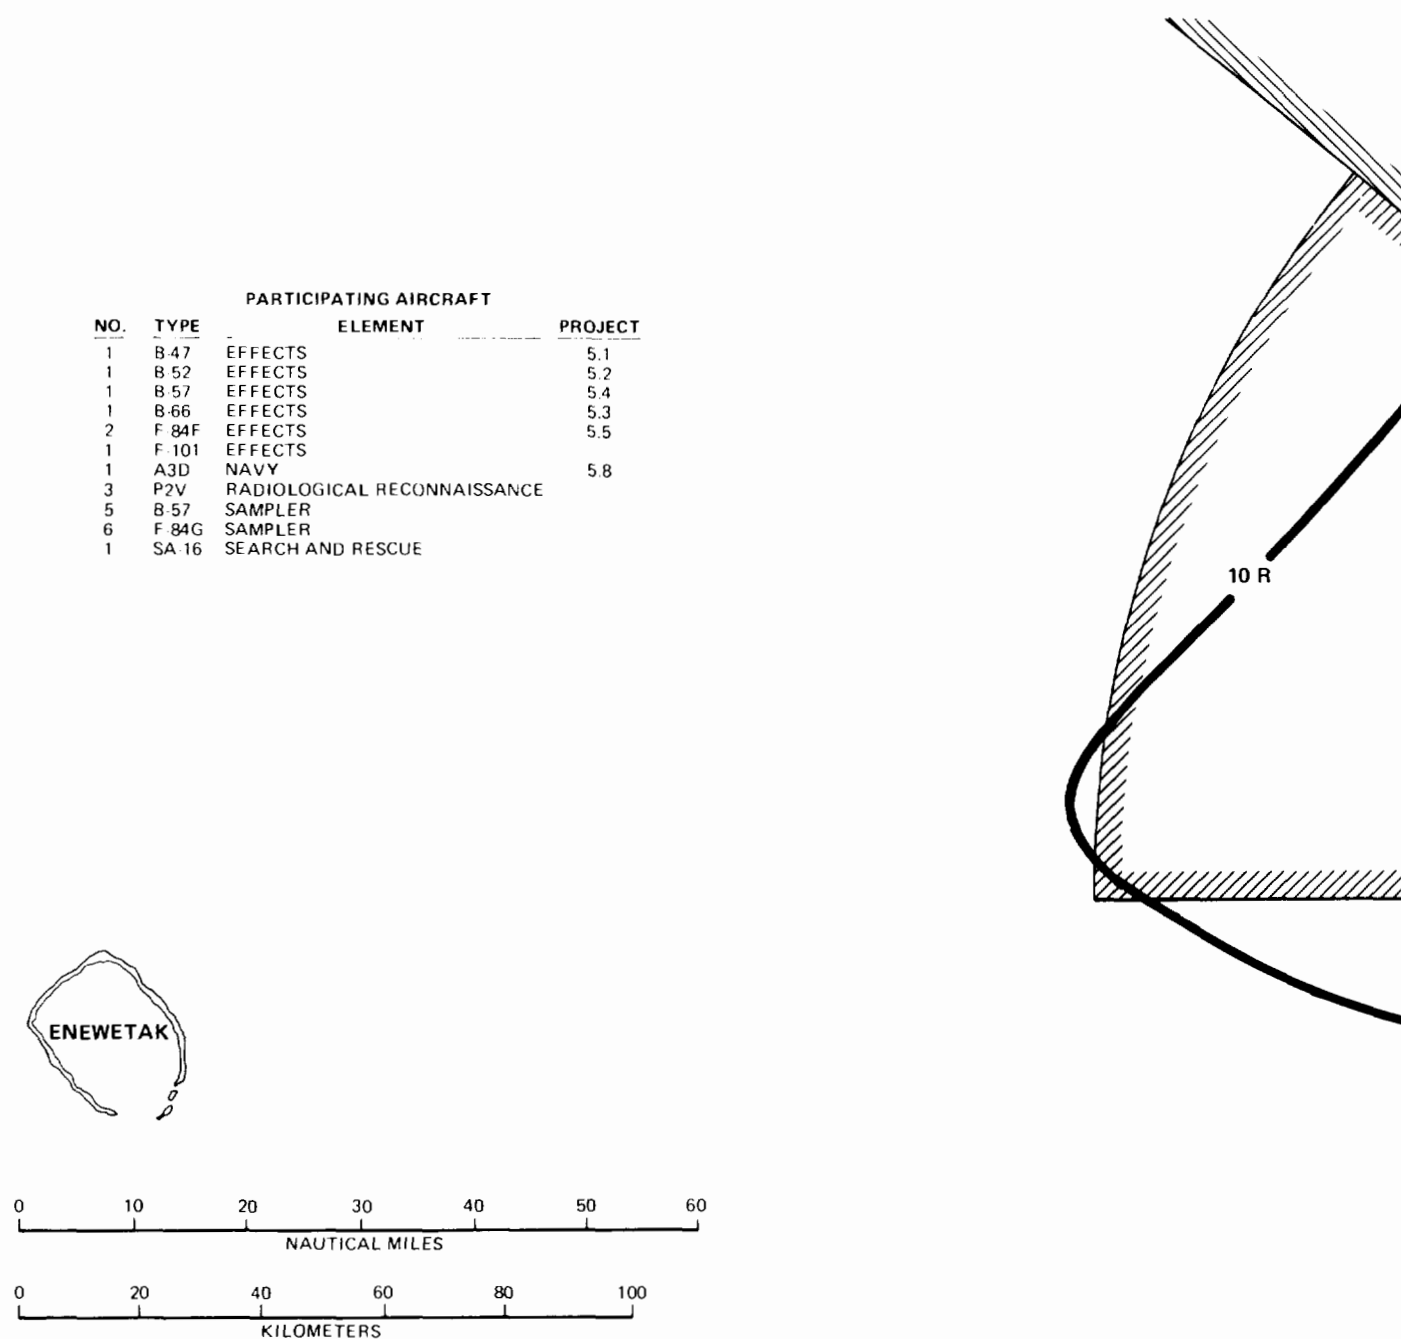 PARTICIPATING AIRCRAFT
NO. TYPE ELEMENT PROJECT
1 B-47 EFFECTS 5.1
1 B-52 EFFECTS 5.2
1 B-57 EFFECTS 5.4
1 B-66 EFFECTS 5.3
2 F-84F EFFECTS 5.5
1 F-101 EFFECTS
1 A3D NAVY 5.8
3 P2V RADIOLOGICAL RECONNAISSANCE
5 B-57 SAMPLER
6 F-84G SAMPLER
1 SA-16 SEARCH AND RESCUE
10 R
ENEWETAK
0 10 20 30 40 50 60
NAUTICAL MILES
0 20 40 60 80 100
KILOMETERS